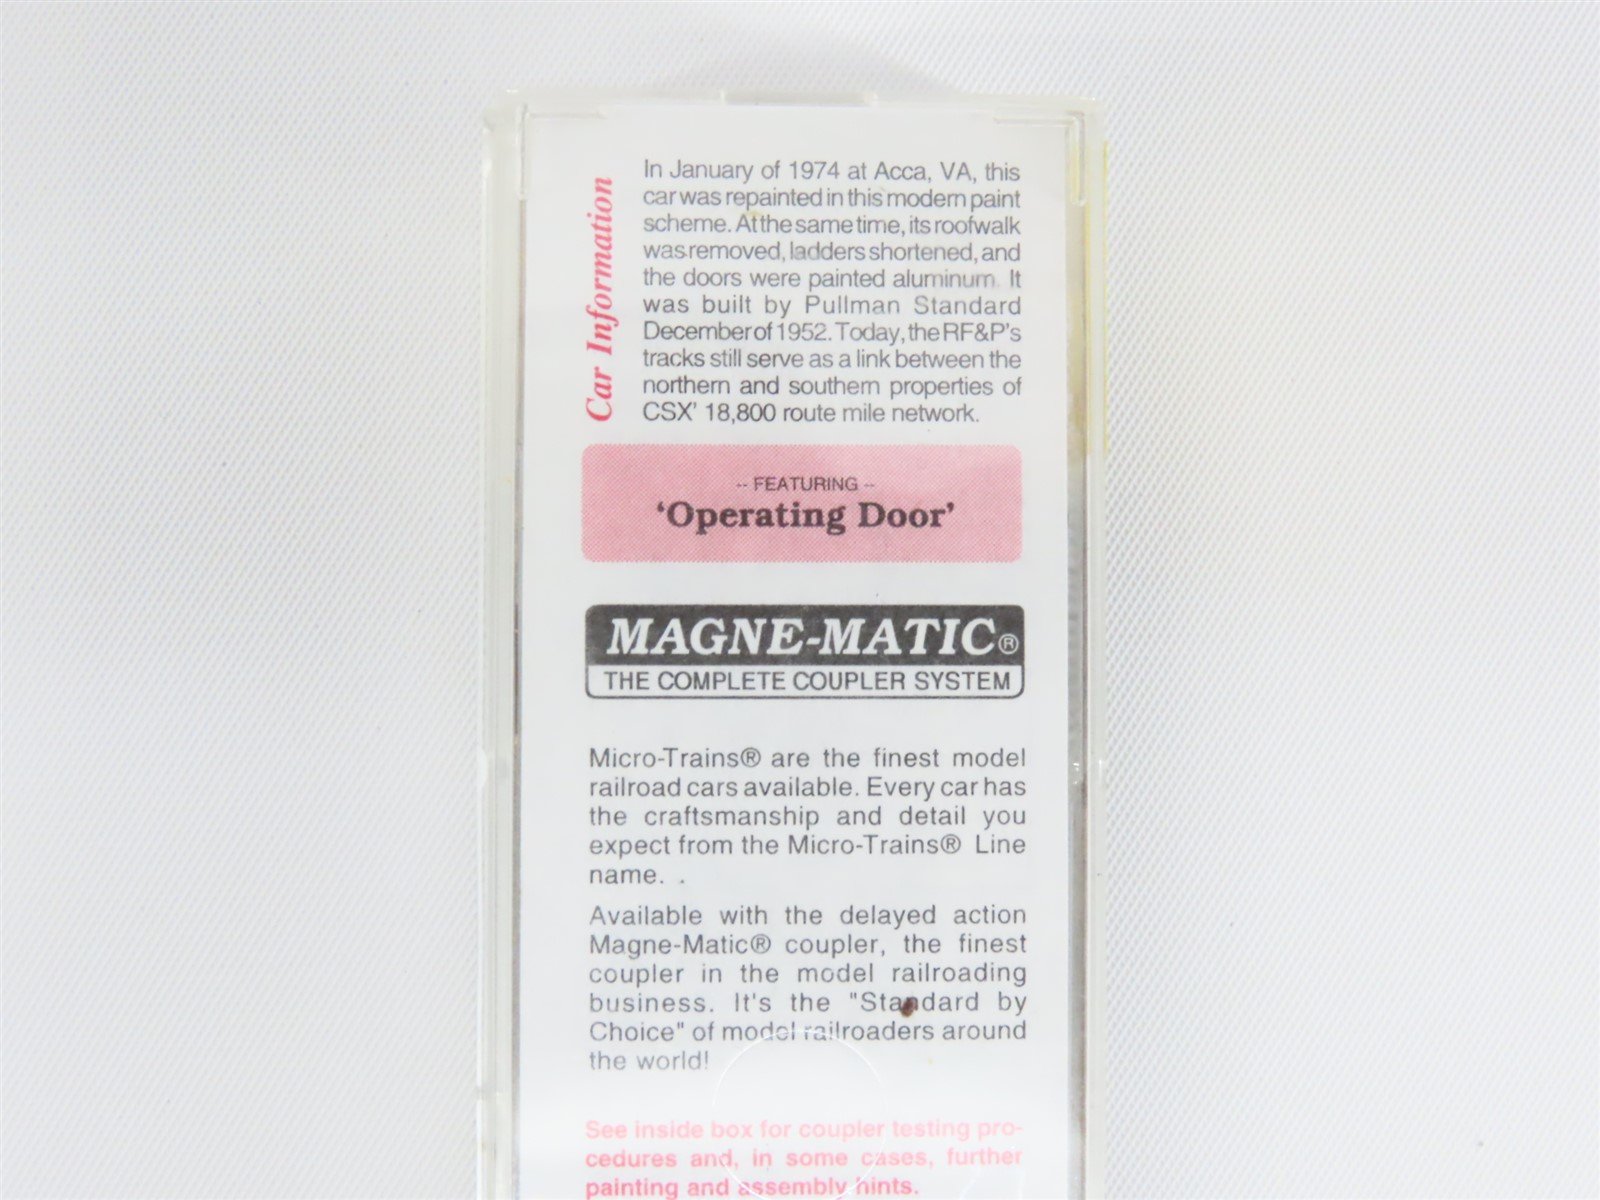 Car Information
In January of 1974 at Acca, VA, this
car was repainted in this modern paint
scheme. At the same time, its roofwalk
was removed, ladders shortened, and
the doors were painted aluminum. It
was built by Pullman Standard
December of 1952. Today, the RF&P's
tracks still serve as a link between the
northern and southern properties of
CSX' 18,800 route mile network.
-- FEATURING --
'Operating Door'
MAGNE-MATIC®
THE COMPLETE COUPLER SYSTEM
Micro-Trains® are the finest model
railroad cars available. Every car has
the craftsmanship and detail you
expect from the Micro-Trains® Line
name. .
Available with the delayed action
Magne-Matic® coupler, the finest
coupler in the model railroading
business. It's the "Standard by
Choice" of model railroaders around
the world!
See inside box for coupler testing pro-
cedures and, in some cases, further
painting and assembly hints.